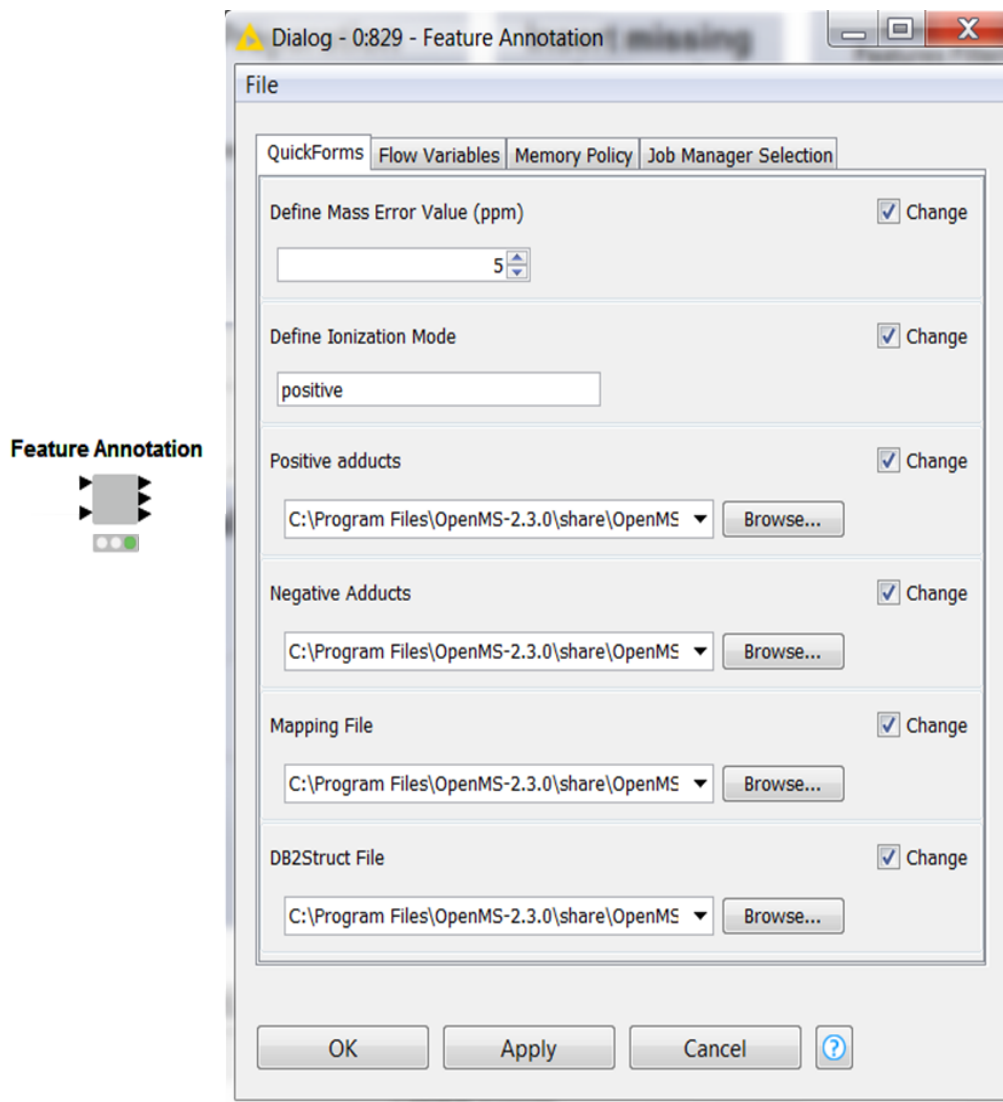 Dialog - 0:829 - Feature Annotation
missing
File
QuickForms Flow Variables Memory Policy Job Manager Selection
Define Mass Error Value (ppm) Change
5
Define Ionization Mode Change
positive
Feature Annotation
Positive adducts Change
C:\Program Files\OpenMS-2.3.0\share\OpenMS Browse...
Negative Adducts Change
C:\Program Files\OpenMS-2.3.0\share\OpenMS Browse...
Mapping File Change
C:\Program Files\OpenMS-2.3.0\share\OpenMS Browse...
DB2Struct File Change
C:\Program Files\OpenMS-2.3.0\share\OpenMS Browse...
OK Apply Cancel ?